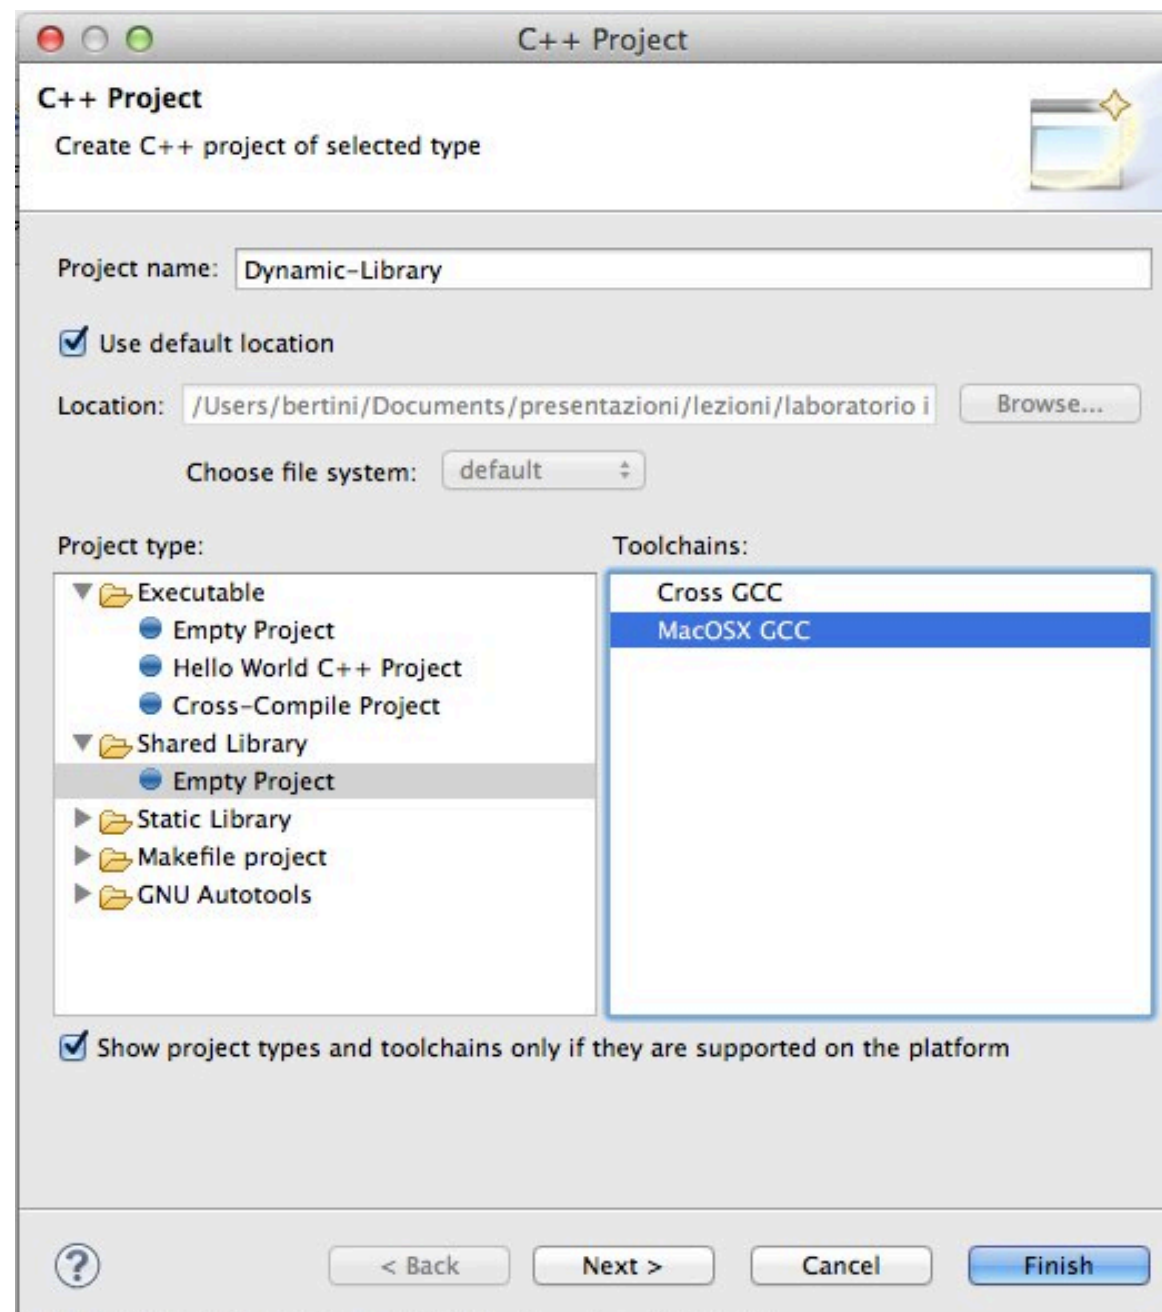 C++ Project
C++ Project
Create C++ project of selected type
Project name: Dynamic-Library
Use default location
Location: /Users/bertini/Documents/presentazioni/lezioni/laboratorio i Browse...
Choose file system: default
Project type: Toolchains:
Executable
Empty Project
Hello World C++ Project
Cross-Compile Project
Shared Library
Empty Project
Static Library
Makefile project
GNU Autotools
Cross GCC
MacOSX GCC
Show project types and toolchains only if they are supported on the platform
? < Back Next > Cancel Finish